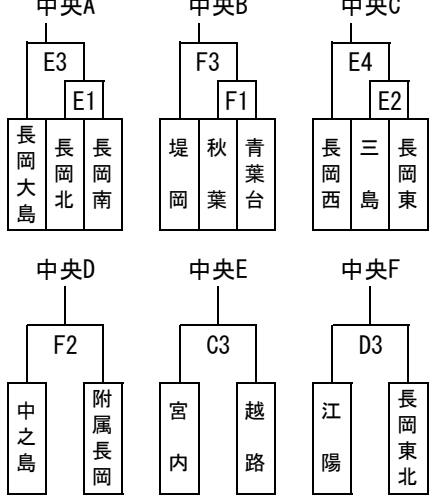 中央A 中央B 中央C
E3 F3 E4
E1 F1 E2
長岡大島 長岡北 長岡南 堤岡 秋葉 青葉台 長岡西 三島 長岡東
中央D 中央E 中央F
F2 C3 D3
中之島 附属長岡 宮内 越路 江陽 長岡東北